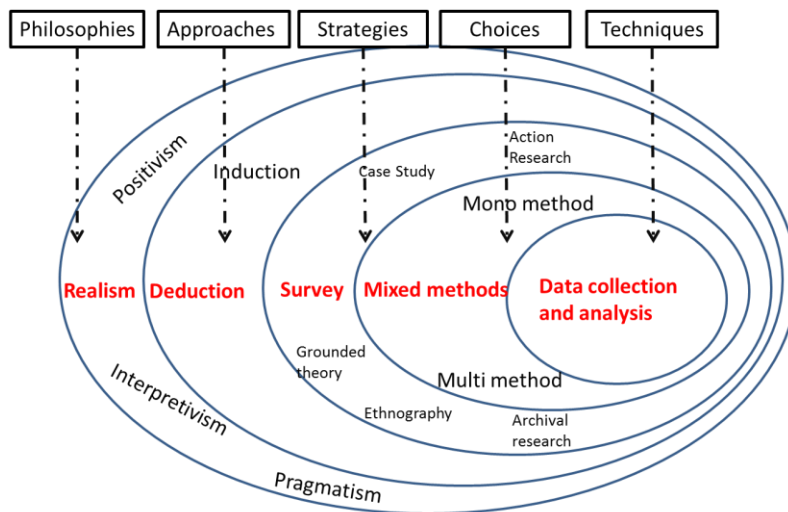 Philosophies
Approaches
Strategies
Choices
Techniques
Positivism
Induction
Case Study
Action
Research
Mono method
Realism
Deduction
Survey
Mixed methods
Data collection
and analysis
Grounded
theory
Multi method
Interpretivism
Ethnography
Archival
research
Pragmatism